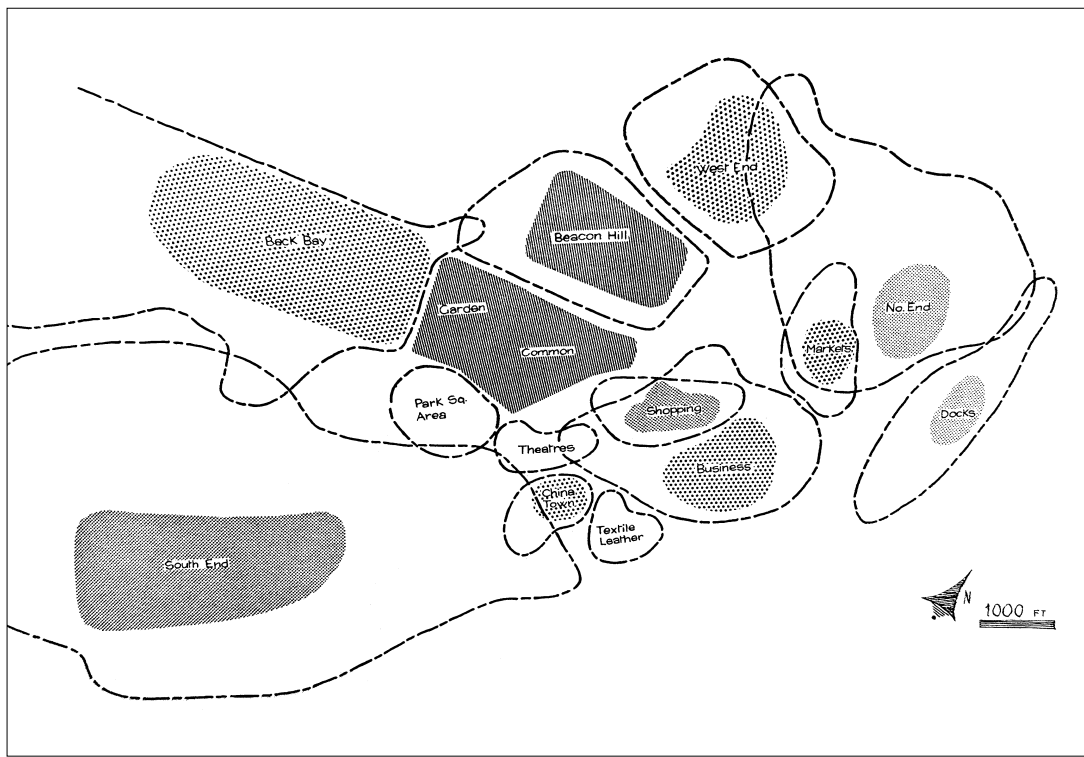 West End
Back Bay
Beacon Hill
Garden
Common
No. End
Markets
Park Sq.
Area
Shopping
Docks
Theatres
Business
China
Town
Textile
Leather
South End
N
1000 FT